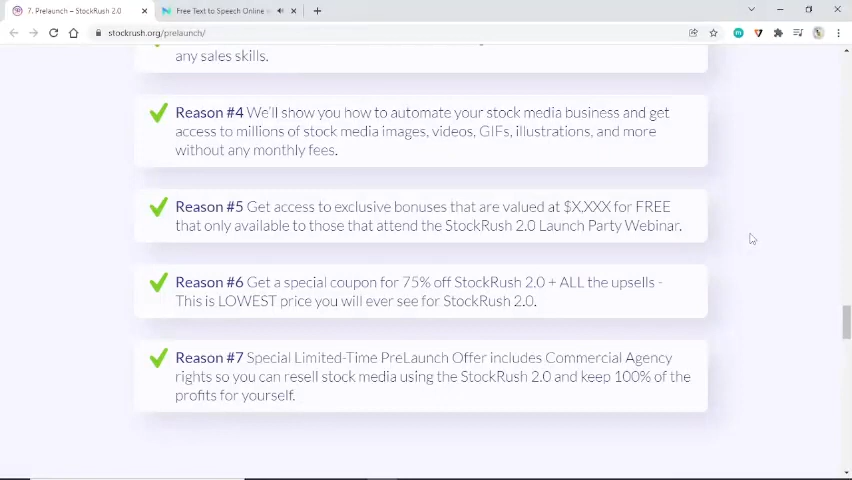 7. Prelaunch – StockRush 2.0
Free Text to Speech Online
stockrush.org/prelaunch/
any sales skills.
Reason #4 We'll show you how to automate your stock media business and get
access to millions of stock media images, videos, GIFs, illustrations, and more
without any monthly fees.
Reason #5 Get access to exclusive bonuses that are valued at $X,XXX for FREE
that only available to those that attend the StockRush 2.0 Launch Party Webinar.
Reason #6 Get a special coupon for 75% off StockRush 2.0 + ALL the upsells -
This is LOWEST price you will ever see for StockRush 2.0.
Reason #7 Special Limited-Time PreLaunch Offer includes Commercial Agency
rights so you can resell stock media using the StockRush 2.0 and keep 100% of the
profits for yourself.